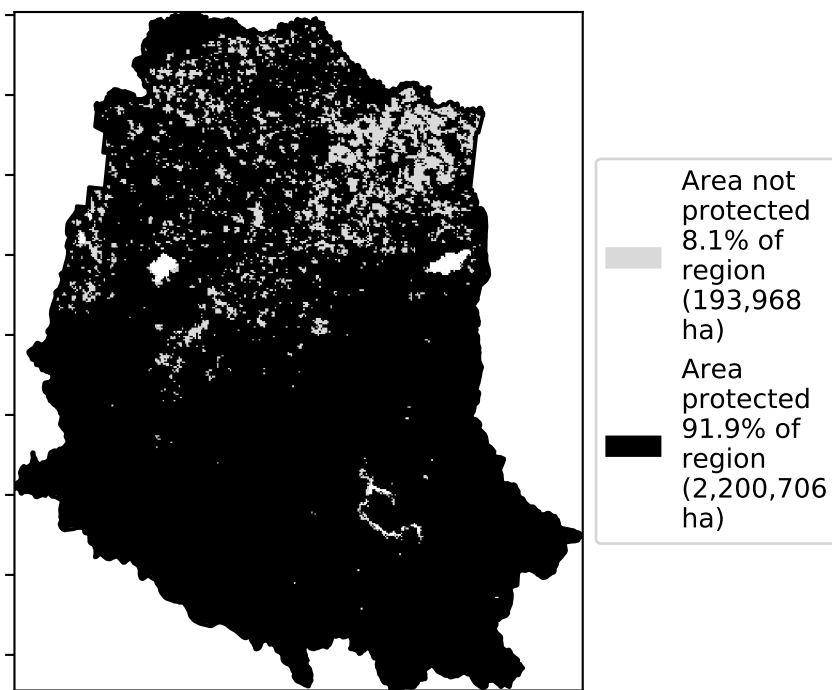 Area not
protected
8.1% of
region
(193,968
ha)
Area
protected
91.9% of
region
(2,200,706
ha)